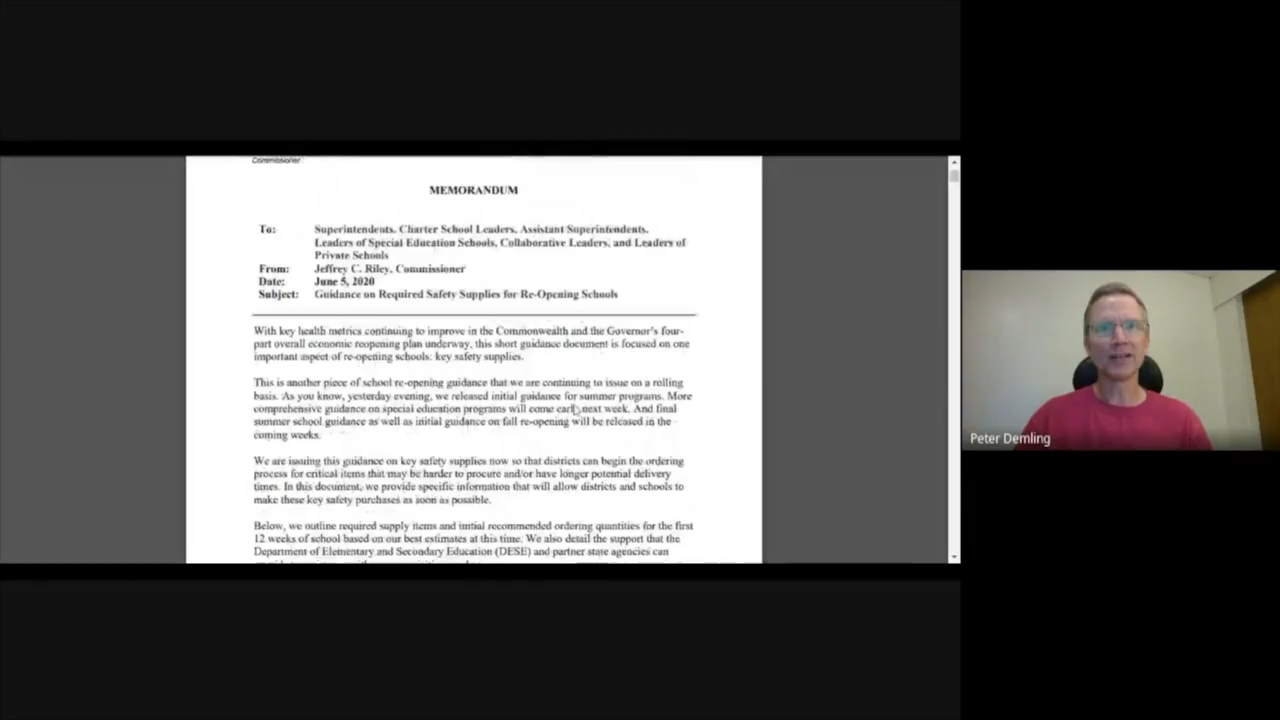 Commissioner
MEMORANDUM
To: Superintendents, Charter School Leaders, Assistant Superintendents,
Leaders of Special Education Schools, Collaborative Leaders, and Leaders of
Private Schools
From: Jeffrey C. Riley, Commissioner
Date: June 5, 2020
Subject: Guidance on Required Safety Supplies for Re-Opening Schools
With key health metrics continuing to improve in the Commonwealth and the Governor's four-
part overall economic reopening plan underway, this short guidance document is focused on one
important aspect of re-opening schools: key safety supplies.
This is another piece of school re-opening guidance that we are continuing to issue on a rolling
basis. As you know, yesterday evening, we released initial guidance for summer programs. More
comprehensive guidance on special education programs will come early next week. And final
summer school guidance as well as initial guidance on fall re-opening will be released in the
coming weeks.
We are issuing this guidance on key safety supplies now so that districts can begin the ordering
process for critical items that may be harder to procure and/or have longer potential delivery
times. In this document, we provide specific information that will allow districts and schools to
make these key safety purchases as soon as possible.
Below, we outline required supply items and initial recommended ordering quantities for the first
12 weeks of school based on our best estimates at this time. We also detail the support that the
Department of Elementary and Secondary Education (DESE) and partner state agencies can
Peter Demling